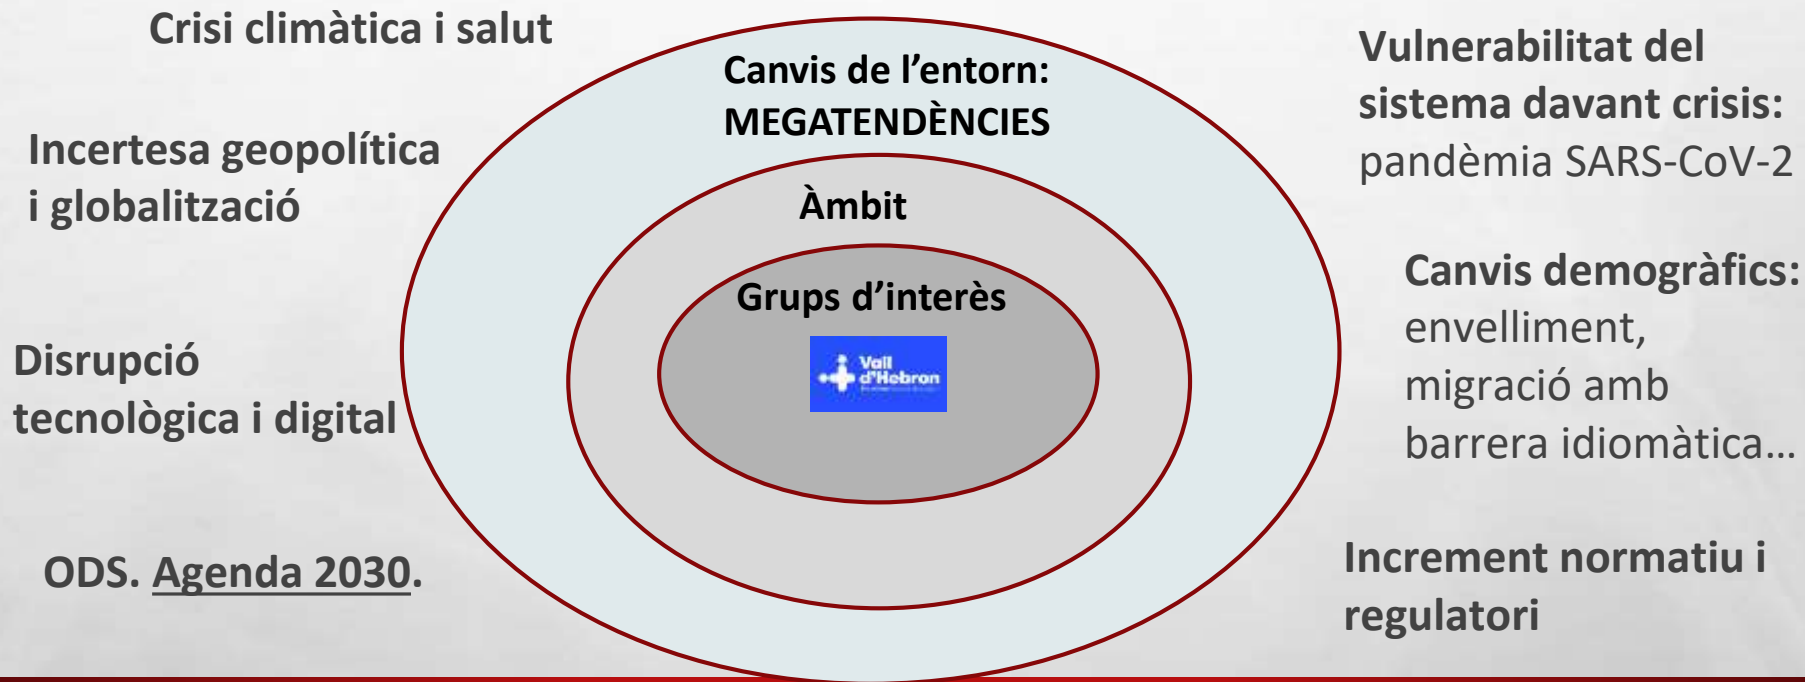 Crisi climàtica i salut
Incertesa geopolítica
i globalització
Disrupció
tecnològica i digital
ODS. Agenda 2030.
Canvis de l’entorn:
MEGATENDÈNCIES
Àmbit
Grups d’interès
Vall
d'Hebron
Vulnerabilitat del
sistema davant crisis:
pandèmia SARS-CoV-2
Canvis demogràfics:
envelliment,
migració amb
barrera idiomàtica…
Increment normatiu i
regulatori